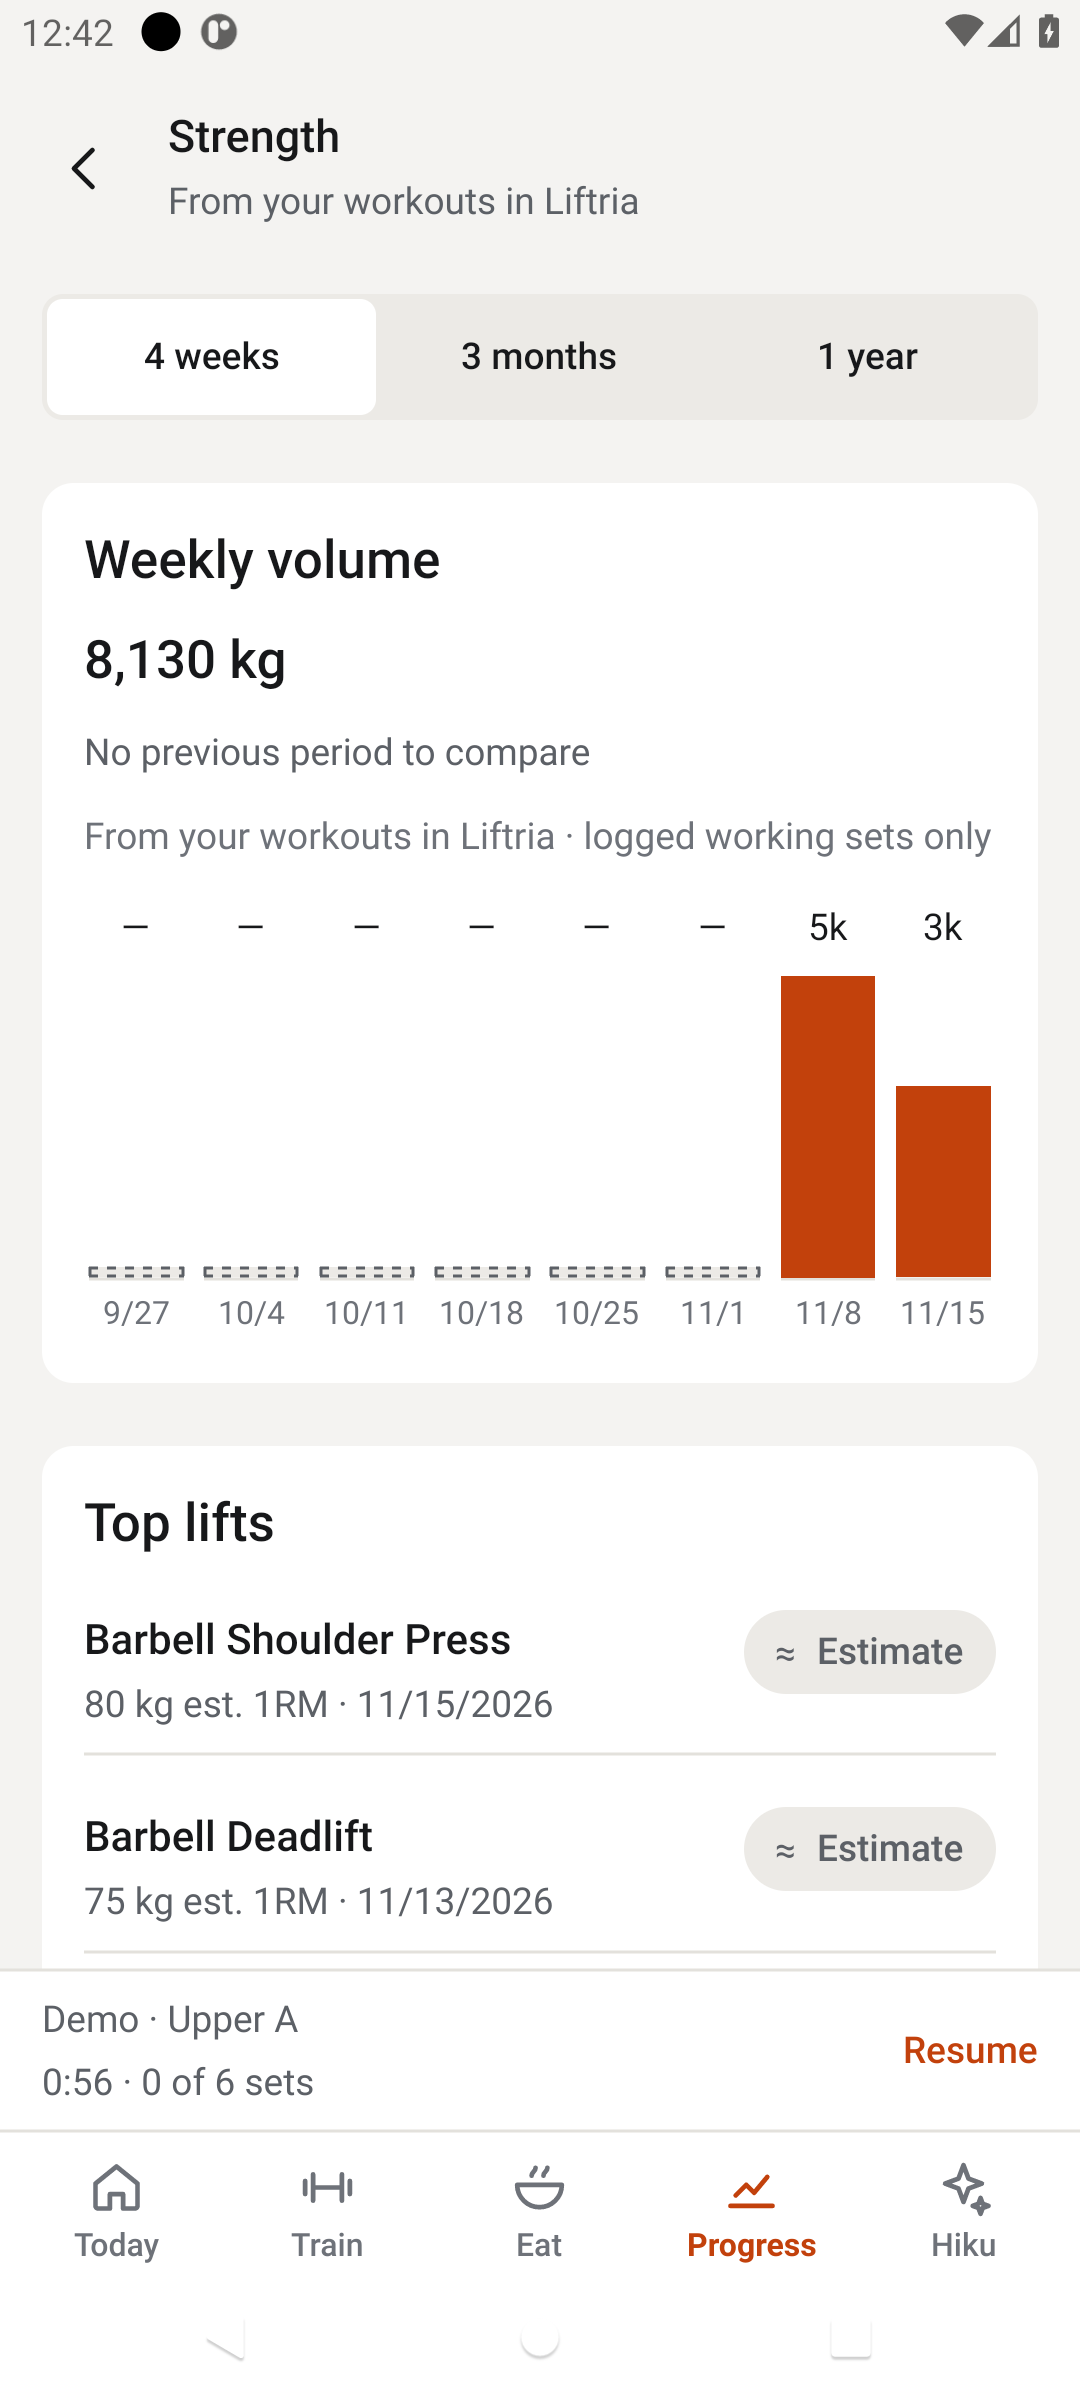 12:42
Strength
From your workouts in Liftria
4 weeks 3 months 1 year
Weekly volume
8,130 kg
No previous period to compare
From your workouts in Liftria · logged working sets only
— — — — — — 5k 3k
9/27 10/4 10/11 10/18 10/25 11/1 11/8 11/15
Top lifts
Barbell Shoulder Press
≈ Estimate
80 kg est. 1RM · 11/15/2026
Barbell Deadlift
≈ Estimate
75 kg est. 1RM · 11/13/2026
Demo · Upper A
0:56 · 0 of 6 sets
Resume
Today Train Eat Progress Hiku